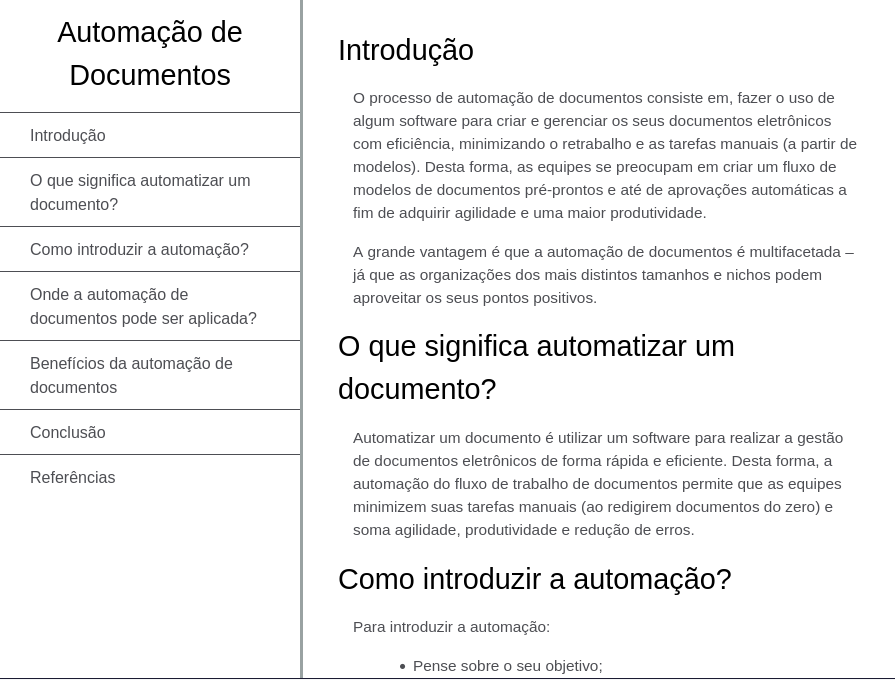 Automação de
Documentos
Introdução
O que significa automatizar um
documento?
Como introduzir a automação?
Onde a automação de
documentos pode ser aplicada?
Benefícios da automação de
documentos
Conclusão
Referências
Introdução
O processo de automação de documentos consiste em, fazer o uso de
algum software para criar e gerenciar os seus documentos eletrônicos
com eficiência, minimizando o retrabalho e as tarefas manuais (a partir de
modelos). Desta forma, as equipes se preocupam em criar um fluxo de
modelos de documentos pré-prontos e até de aprovações automáticas a
fim de adquirir agilidade e uma maior produtividade.
A grande vantagem é que a automação de documentos é multifacetada –
já que as organizações dos mais distintos tamanhos e nichos podem
aproveitar os seus pontos positivos.
O que significa automatizar um
documento?
Automatizar um documento é utilizar um software para realizar a gestão
de documentos eletrônicos de forma rápida e eficiente. Desta forma, a
automação do fluxo de trabalho de documentos permite que as equipes
minimizem suas tarefas manuais (ao redigirem documentos do zero) e
soma agilidade, produtividade e redução de erros.
Como introduzir a automação?
Para introduzir a automação:
• Pense sobre o seu objetivo;